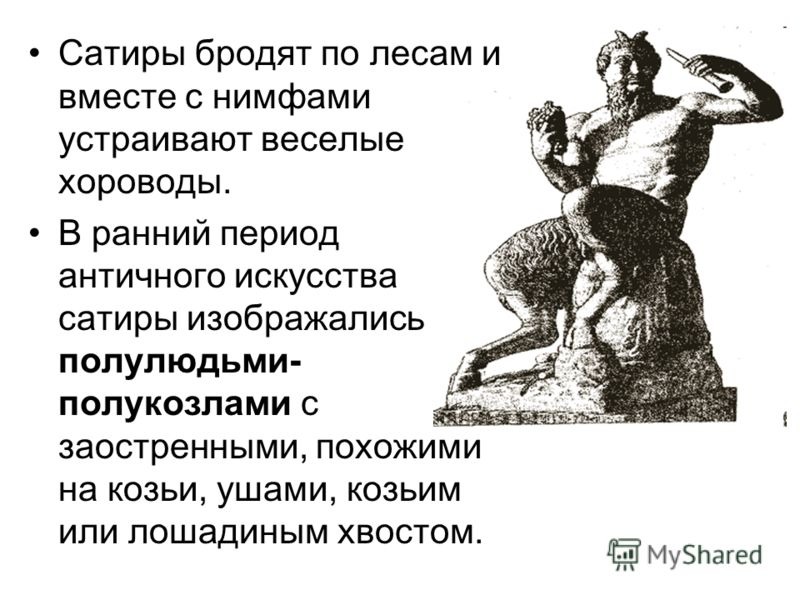 • Сатиры бродят по лесам и
вместе с нимфами
устраивают веселые
хороводы.
• В ранний период
античного искусства
сатиры изображались
полулюдьми-
полукозлами с
заостренными, похожими
на козьи, ушами, козьим
или лошадиным хвостом.
MyShared